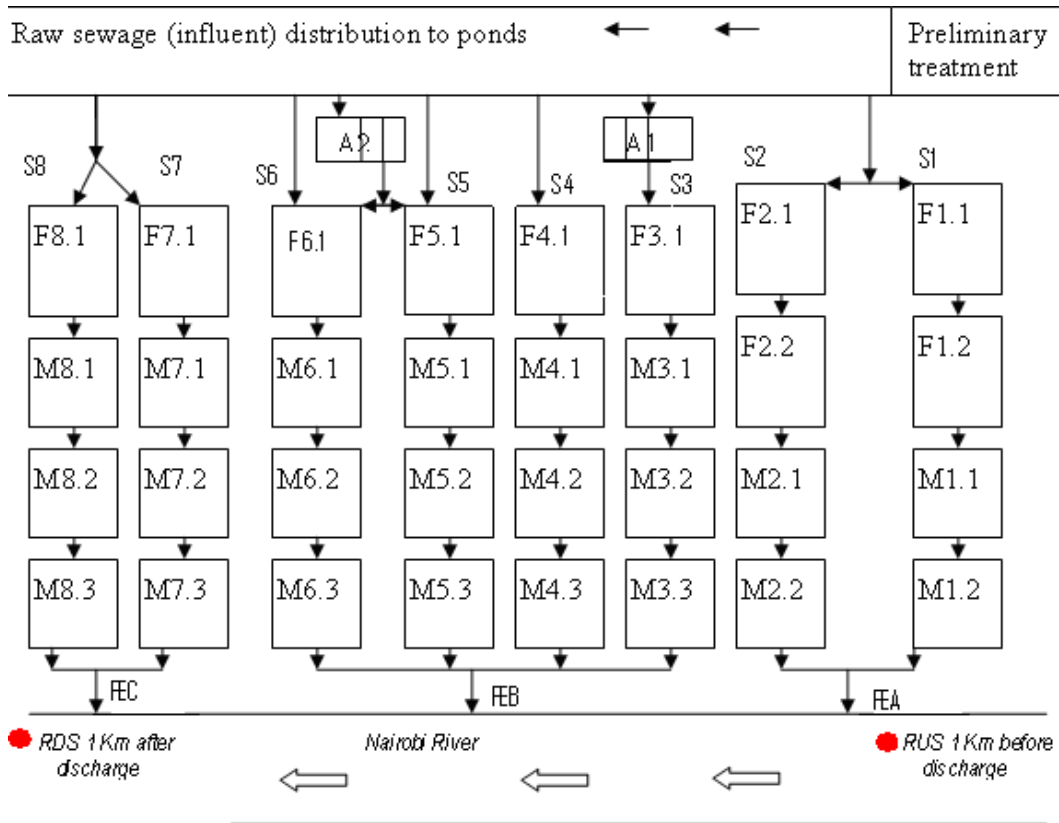 Raw sewage (influent) distribution to ponds
Preliminary
treatment
A2
A1
S8
S7
S6
S5
S4
S3
S2
S1
F8.1
F7.1
F6.1
F5.1
F4.1
F3.1
F2.1
F1.1
M8.1
M7.1
M6.1
M5.1
M4.1
M3.1
F2.2
F1.2
M8.2
M7.2
M6.2
M5.2
M4.2
M3.2
M2.1
M1.1
M8.3
M7.3
M6.3
M5.3
M4.3
M3.3
M2.2
M1.2
FEC
FEB
FEA
RDS 1Km after
discharge
Nairobi River
RUS 1Km before
discharge